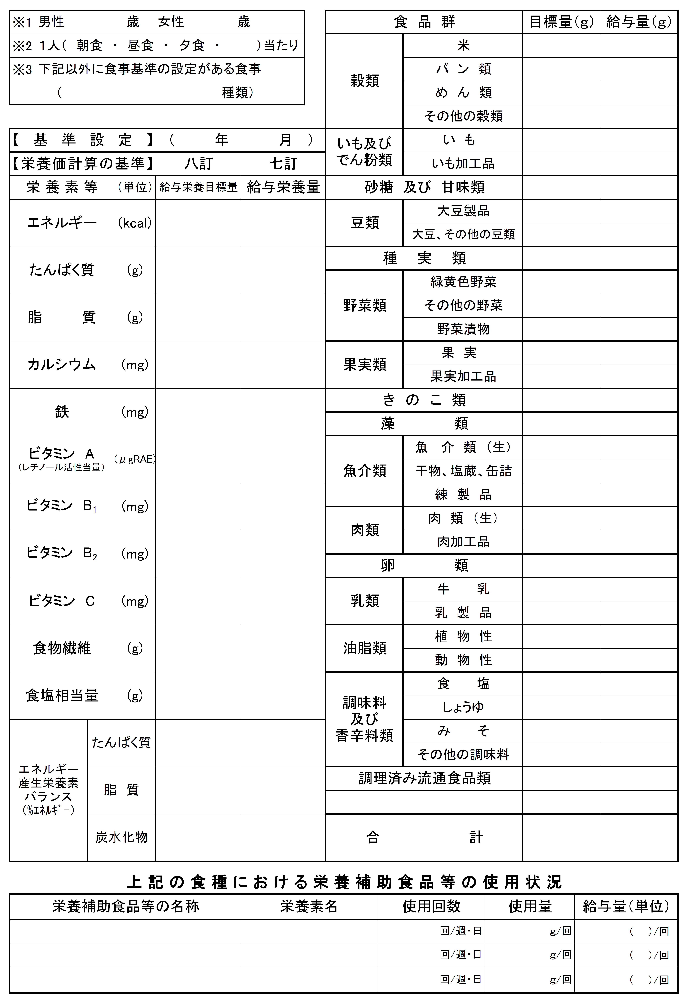 ※1 男性 歳 女性 歳
※2 1人( 朝食 ・ 昼食 ・ 夕食 ・ )当たり
※3 下記以外に食事基準の設定がある食事
( 種類)
【 基 準 設 定 】 ( 年 月 )
【栄養価計算の基準】 八訂 七訂
栄養素等 (単位) 給与栄養目標量 給与栄養量
エネルギー (kcal)
たんぱく質 (g)
脂 質 (g)
カルシウム (mg)
鉄 (mg)
ビタミン A (μgRAE)
(レチノール活性当量)
ビタミン B1 (mg)
ビタミン B2 (mg)
ビタミン C (mg)
食物繊維 (g)
食塩相当量 (g)
エネルギー
産生栄養素
バランス
(%エネルギー)
たんぱく質
脂 質
炭水化物
食 品 群 目標量(g) 給与量(g)
穀類
米
パ ン 類
め ん 類
その他の穀類
いも及び
でん粉類
い も
いも加工品
砂糖 及び 甘味類
豆類
大豆製品
大豆、その他の豆類
種 実 類
野菜類
緑黄色野菜
その他の野菜
野菜漬物
果実類
果 実
果実加工品
き の こ 類
藻 類
魚介類
魚 介 類 (生)
干物、塩蔵、缶詰
練 製 品
肉類
肉 類 (生)
肉加工品
卵 類
乳類
牛 乳
乳 製 品
油脂類
植 物 性
動 物 性
調味料
及び
香辛料類
食 塩
しょうゆ
み そ
その他の調味料
調理済み流通食品類
合 計
上記の食種における栄養補助食品等の使用状況
栄養補助食品等の名称 栄養素名 使用回数 使用量 給与量(単位)
回/週・日 g/回 ( )/回
回/週・日 g/回 ( )/回
回/週・日 g/回 ( )/回